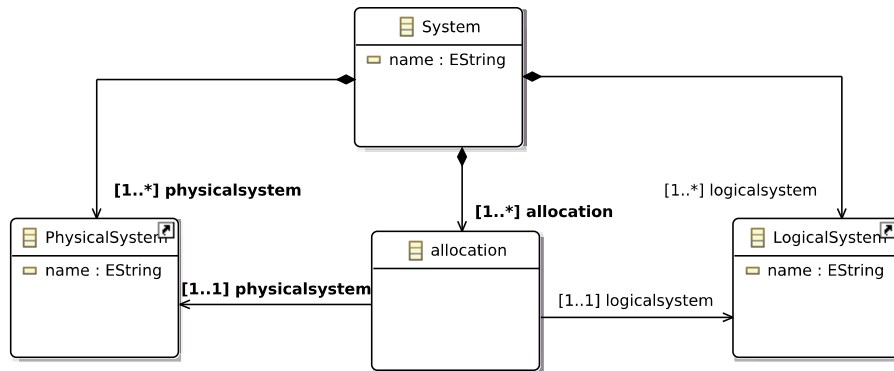 System
name : EString
[1..*] physicalsystem
[1..*] logicalsystem
[1..*] allocation
PhysicalSystem
name : EString
allocation
LogicalSystem
name : EString
[1..1] physicalsystem
[1..1] logicalsystem